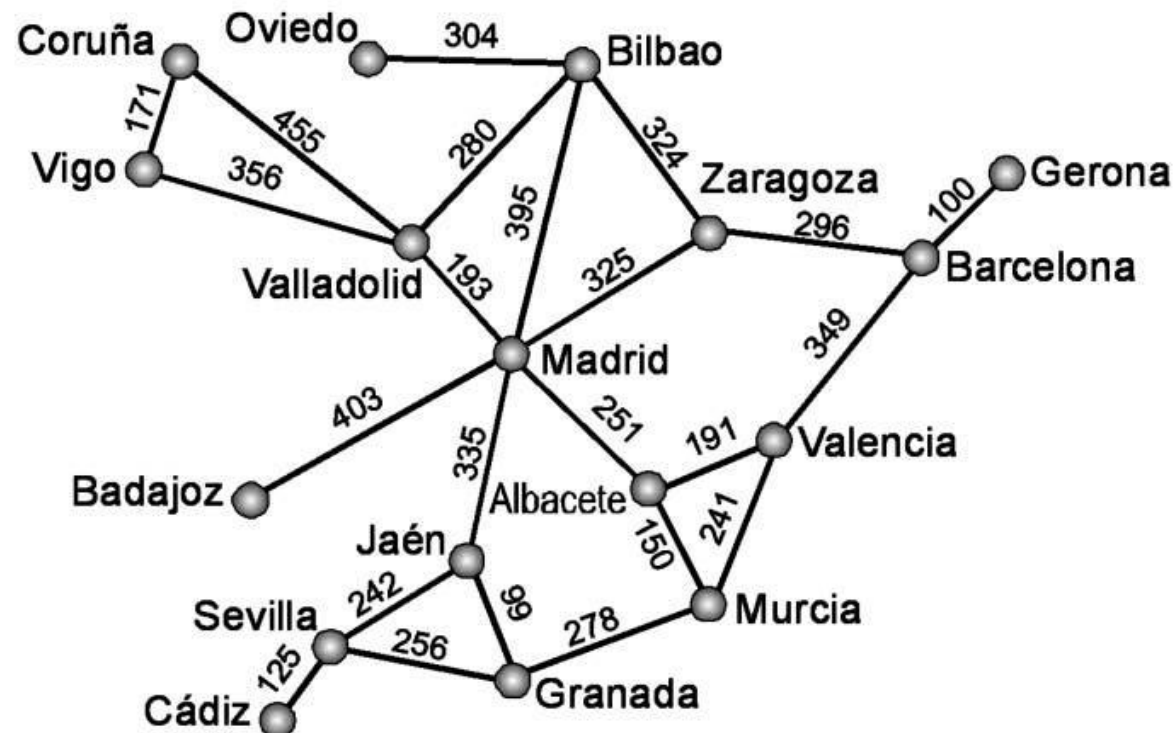 Coruña
Oviedo
304
Bilbao
171
455
280
324
Vigo
356
395
Zaragoza
100
Gerona
296
Valladolid
193
325
Barcelona
349
Madrid
403
251
191
Valencia
335
Badajoz
Albacete
241
150
Jaén
99
242
Sevilla
278
Murcia
256
125
Granada
Cádiz